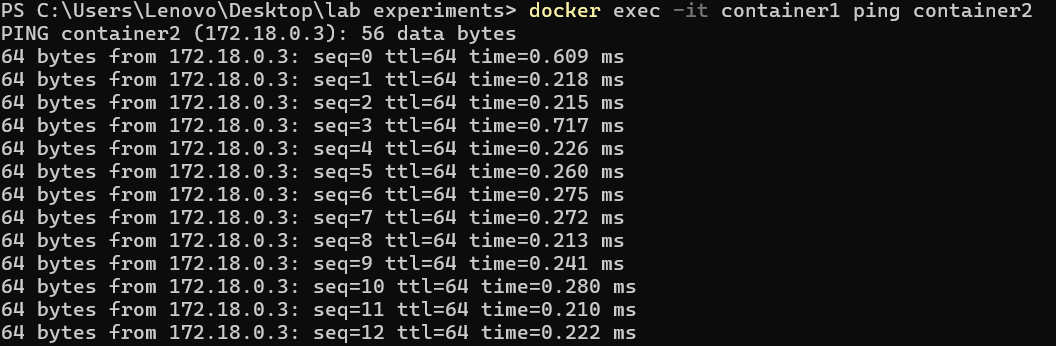 PS C:\Users\Lenovo\Desktop\lab experiments> docker exec -it container1 ping container2
PING container2 (172.18.0.3): 56 data bytes
64 bytes from 172.18.0.3: seq=0 ttl=64 time=0.609 ms
64 bytes from 172.18.0.3: seq=1 ttl=64 time=0.218 ms
64 bytes from 172.18.0.3: seq=2 ttl=64 time=0.215 ms
64 bytes from 172.18.0.3: seq=3 ttl=64 time=0.717 ms
64 bytes from 172.18.0.3: seq=4 ttl=64 time=0.226 ms
64 bytes from 172.18.0.3: seq=5 ttl=64 time=0.260 ms
64 bytes from 172.18.0.3: seq=6 ttl=64 time=0.275 ms
64 bytes from 172.18.0.3: seq=7 ttl=64 time=0.272 ms
64 bytes from 172.18.0.3: seq=8 ttl=64 time=0.213 ms
64 bytes from 172.18.0.3: seq=9 ttl=64 time=0.241 ms
64 bytes from 172.18.0.3: seq=10 ttl=64 time=0.280 ms
64 bytes from 172.18.0.3: seq=11 ttl=64 time=0.210 ms
64 bytes from 172.18.0.3: seq=12 ttl=64 time=0.222 ms